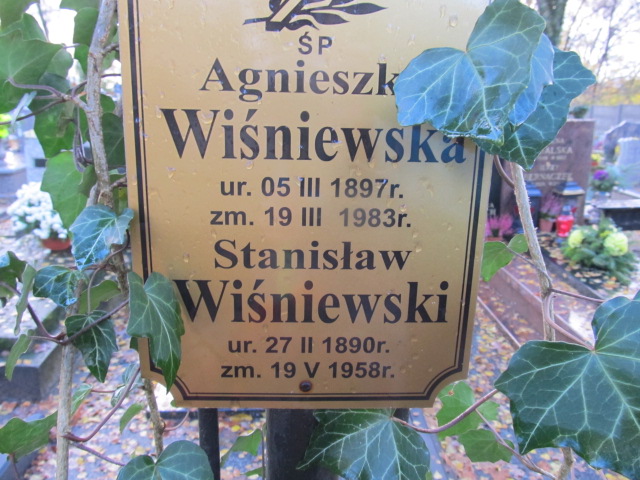 ŚP
Agnieszk
Wiśniewska
ur. 05 III 1897r.
zm. 19 III 1983r.
Stanisław
Wiśniewski
ur. 27 II 1890r.
zm. 19 V 1958r.